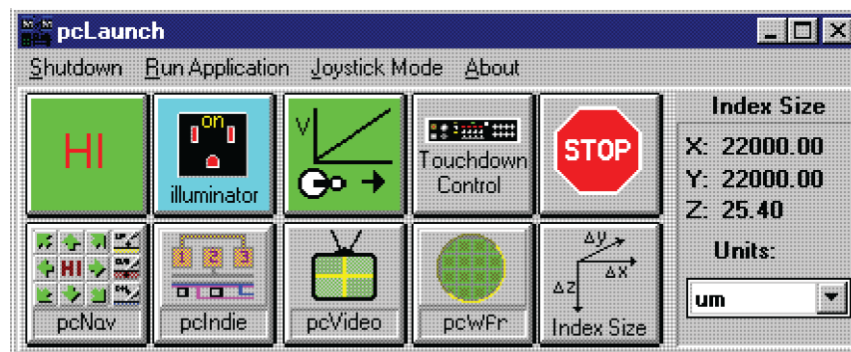 pcLaunch
Shutdown Run Application Joystick Mode About
HI
on
illuminator
V
Touchdown
Control
STOP
Index Size
X: 22000.00
Y: 22000.00
Z: 25.40
Units:
um
HI
pcNav
1 2 3
pcIndie
pcVideo
pcWfr
Δy
Δx
Δz
Index Size